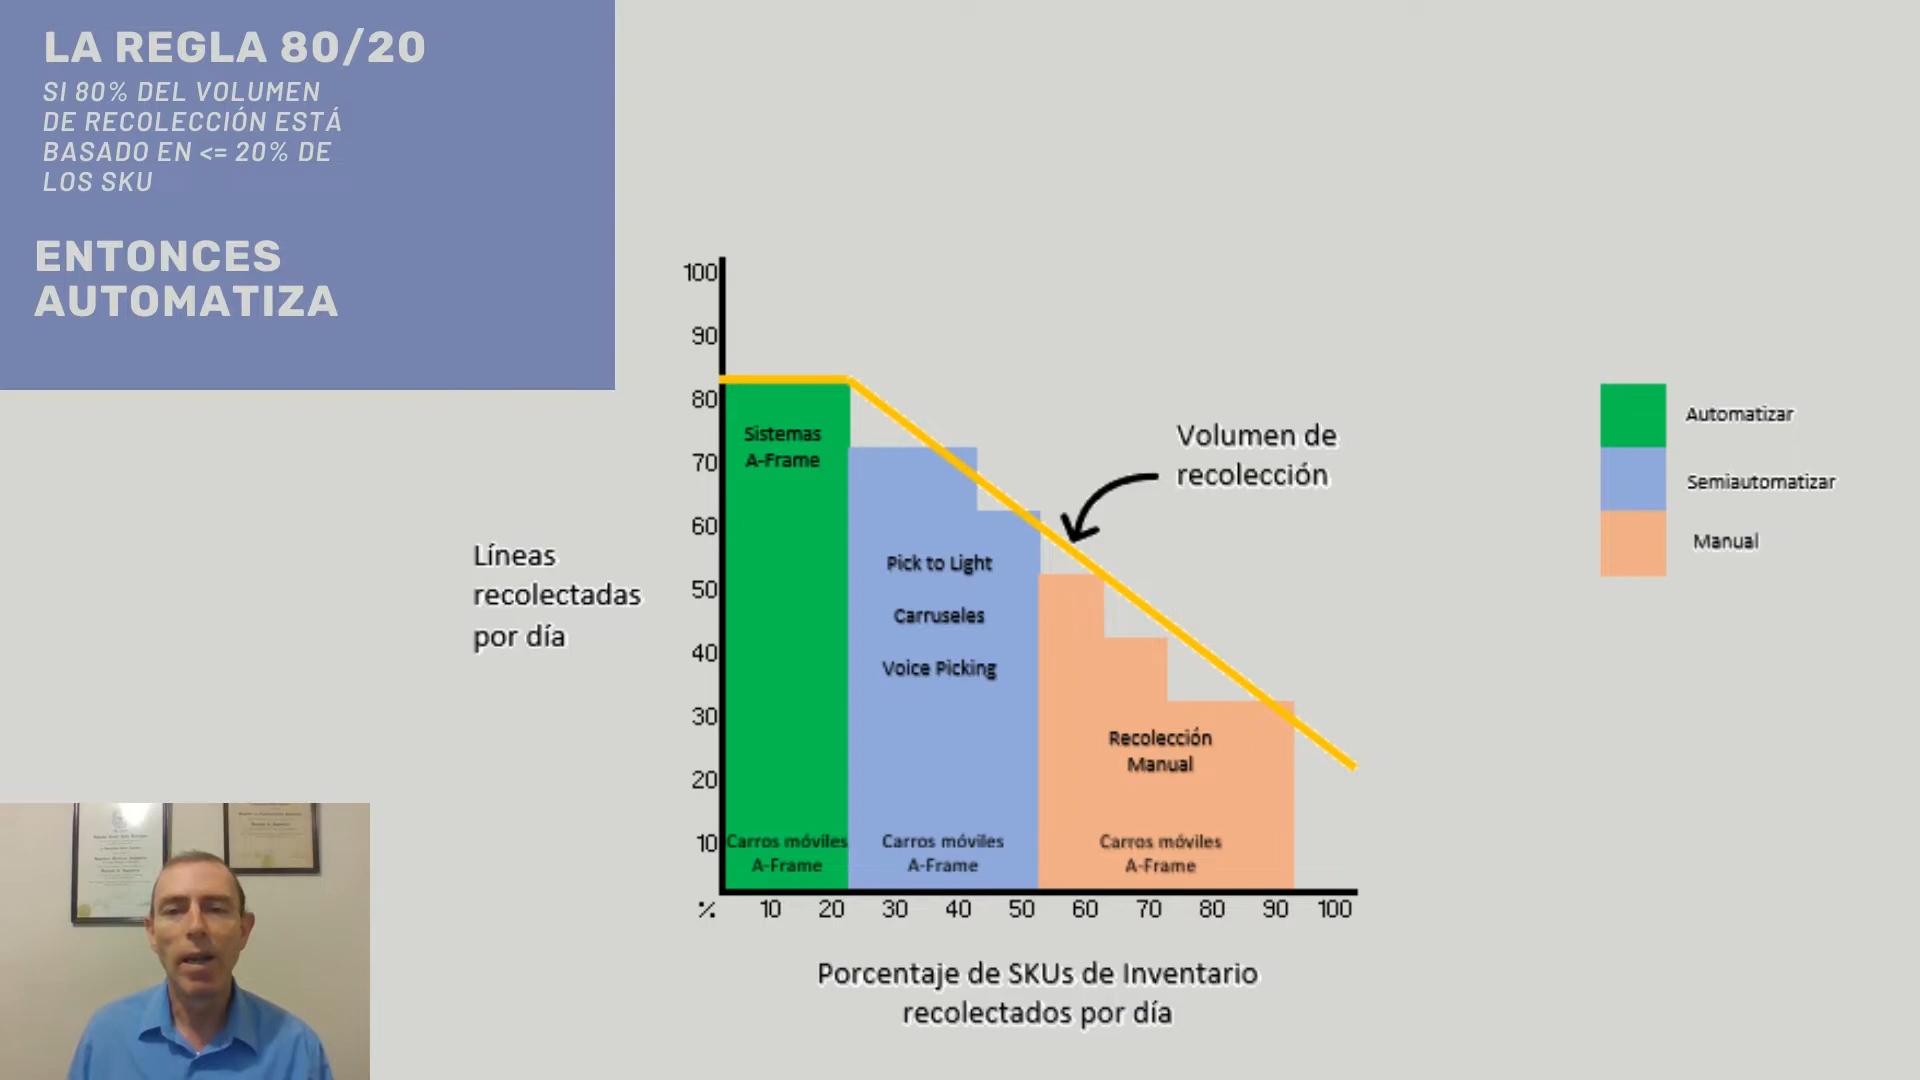 LA REGLA 80/20
SI 80% DEL VOLUMEN
DE RECOLECCIÓN ESTÁ
BASADO EN <= 20% DE
LOS SKU
ENTONCES
AUTOMATIZA
100
90
80
70
60
50
40
30
20
10
Líneas
recolectadas
por día
Sistemas
A-Frame
Pick to Light
Carruseles
Voice Picking
Recolección
Manual
Carros móviles
A-Frame
Carros móviles
A-Frame
Carros móviles
A-Frame
Volumen de
recolección
Automatizar
Semiautomatizar
Manual
% 10 20 30 40 50 60 70 80 90 100
Porcentaje de SKUs de Inventario
recolectados por día